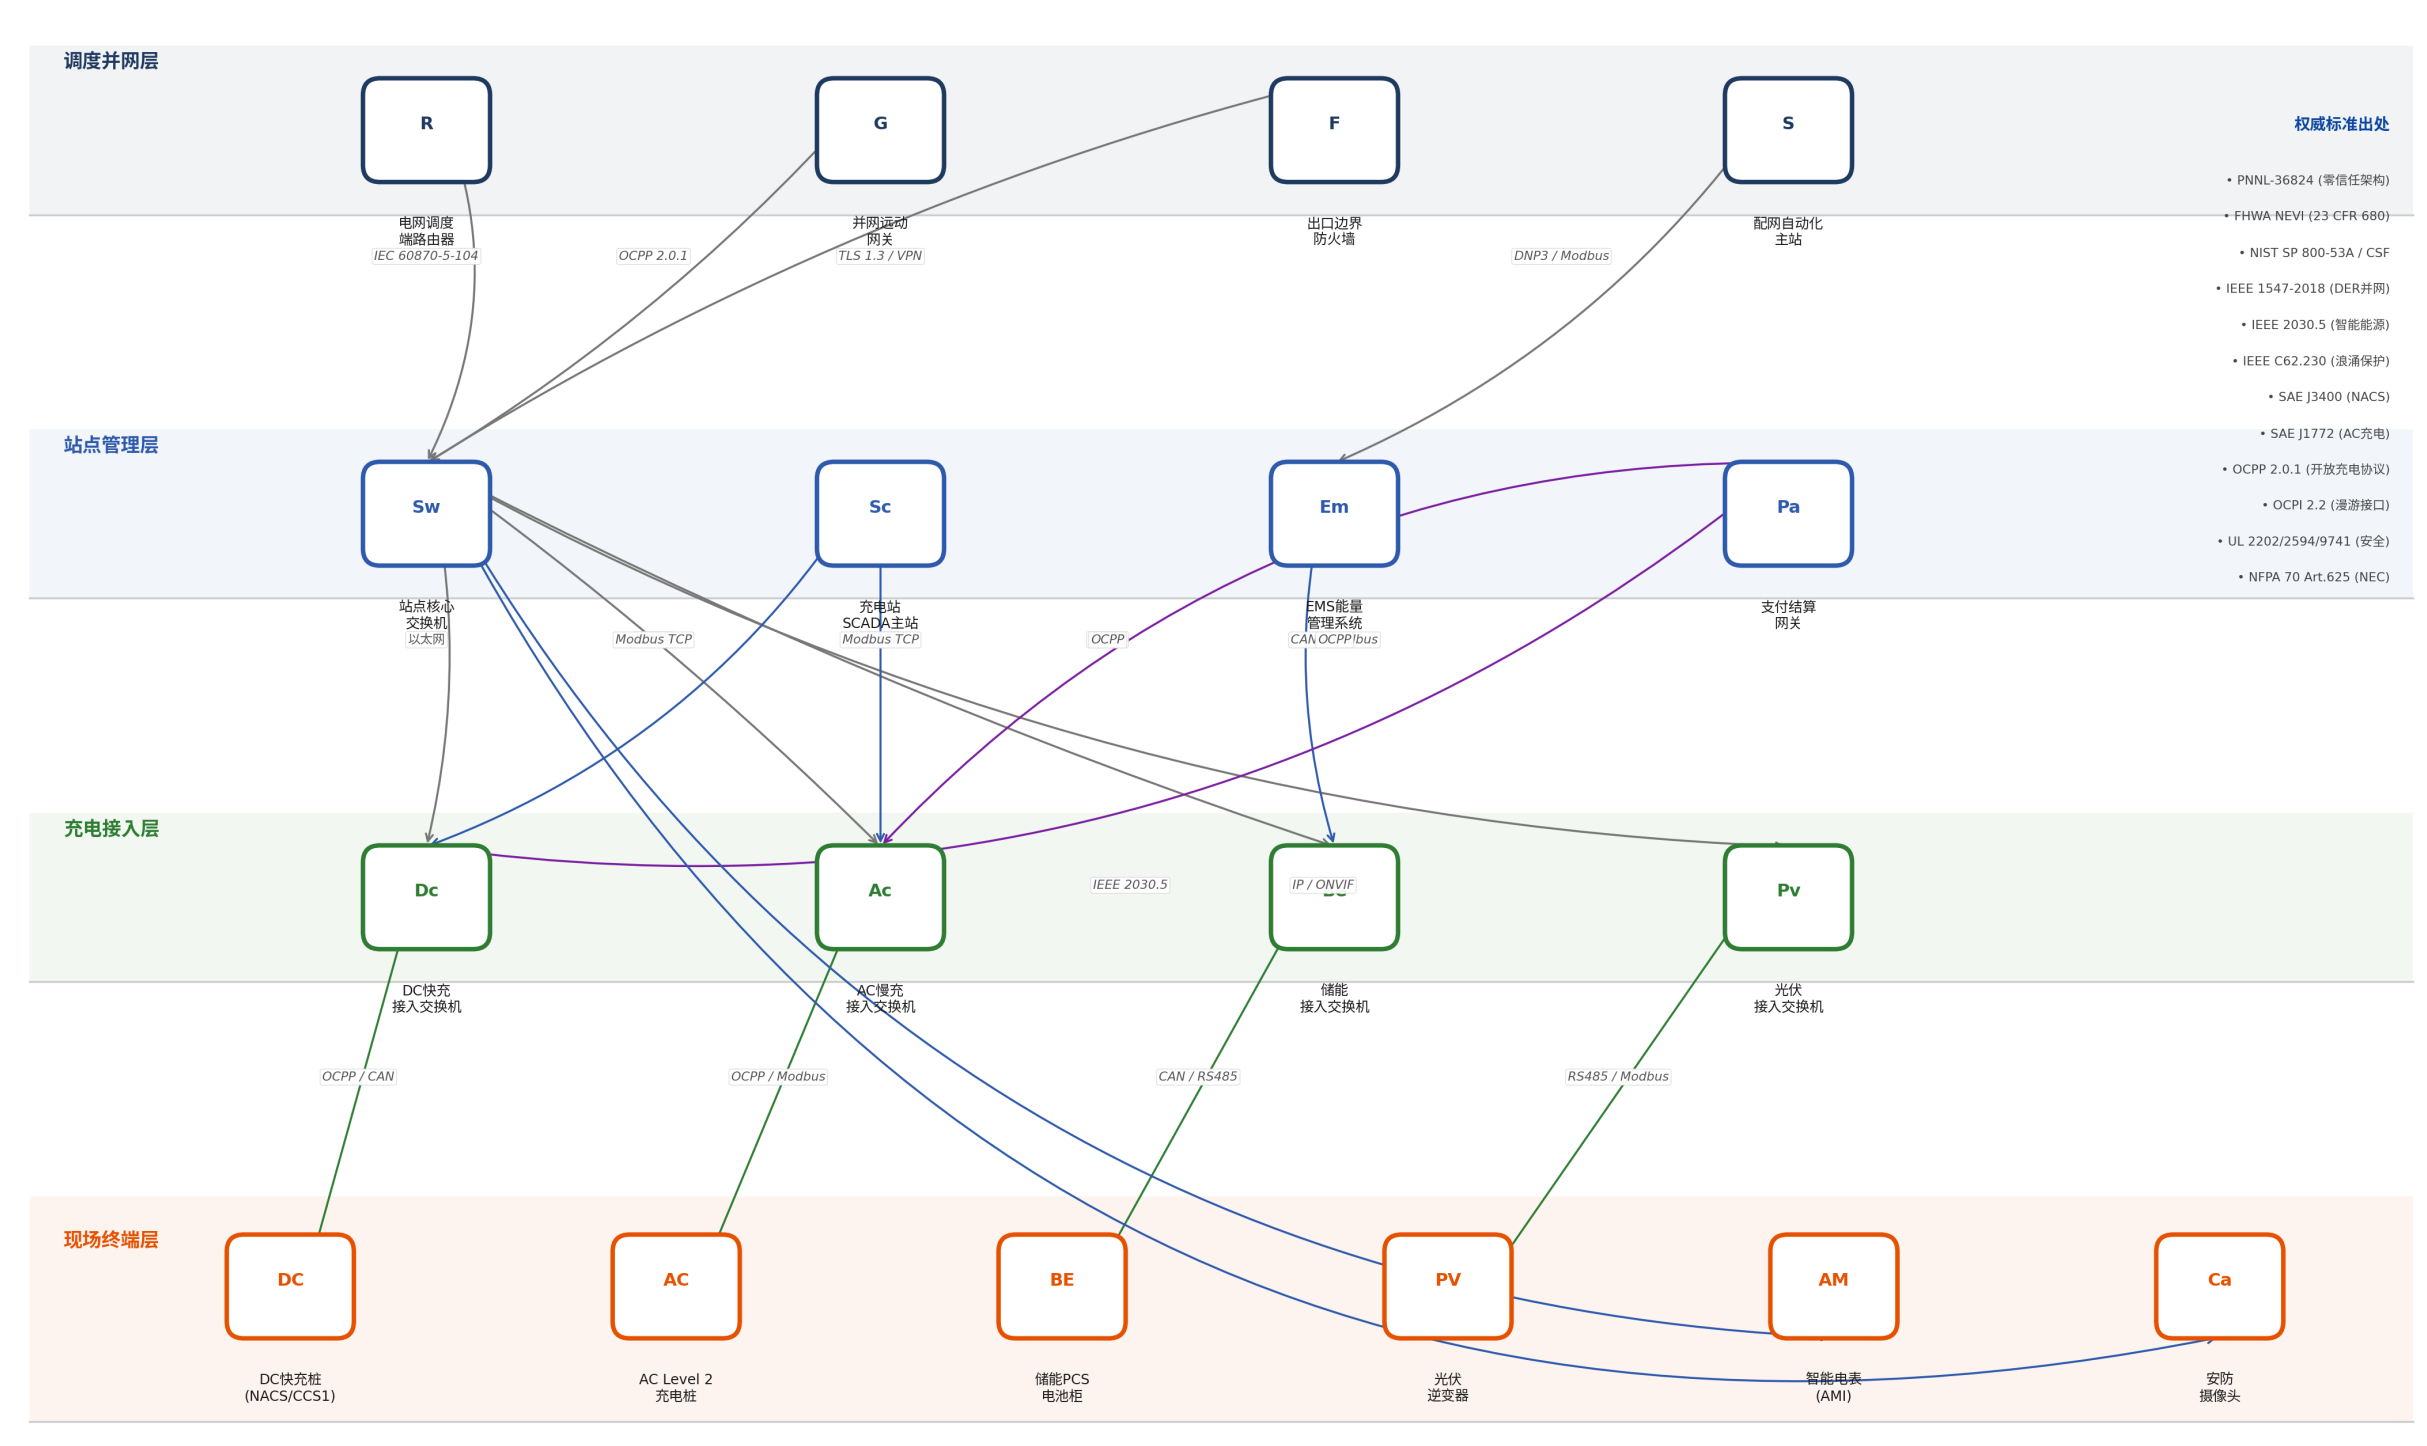 调度并网层
R
G
F
S
权威标准出处
• PNNL-36824 (零信任架构)
• FHWA NEVI (23 CFR 680)
• NIST SP 800-53A / CSF
• IEEE 1547-2018 (DER并网)
• IEEE 2030.5 (智能能源)
• IEEE C62.230 (浪涌保护)
• SAE J3400 (NACS)
• SAE J1772 (AC充电)
• OCPP 2.0.1 (开放充电协议)
• OCPI 2.2 (漫游接口)
• UL 2202/2594/9741 (安全)
• NFPA 70 Art.625 (NEC)
电网调度
端路由器
并网远动
网关
出口边界
防火墙
配网自动化
主站
IEC 60870-5-104
OCPP 2.0.1
TLS 1.3 / VPN
DNP3 / Modbus
站点管理层
Sw
Sc
Em
Pa
站点核心
交换机
充电站
SCADA主站
EMS能量
管理系统
支付结算
网关
以太网
Modbus TCP
Modbus TCP
OCPP
CAN
OCPP
充电接入层
Dc
Ac
Pv
IEEE 2030.5
IP / ONVIF
DC快充
接入交换机
AC慢充
接入交换机
储能
接入交换机
光伏
接入交换机
OCPP / CAN
OCPP / Modbus
CAN / RS485
RS485 / Modbus
现场终端层
DC
AC
BE
PV
AM
Ca
DC快充桩
(NACS/CCS1)
AC Level 2
充电桩
储能PCS
电池柜
光伏
逆变器
智能电表
(AMI)
安防
摄像头